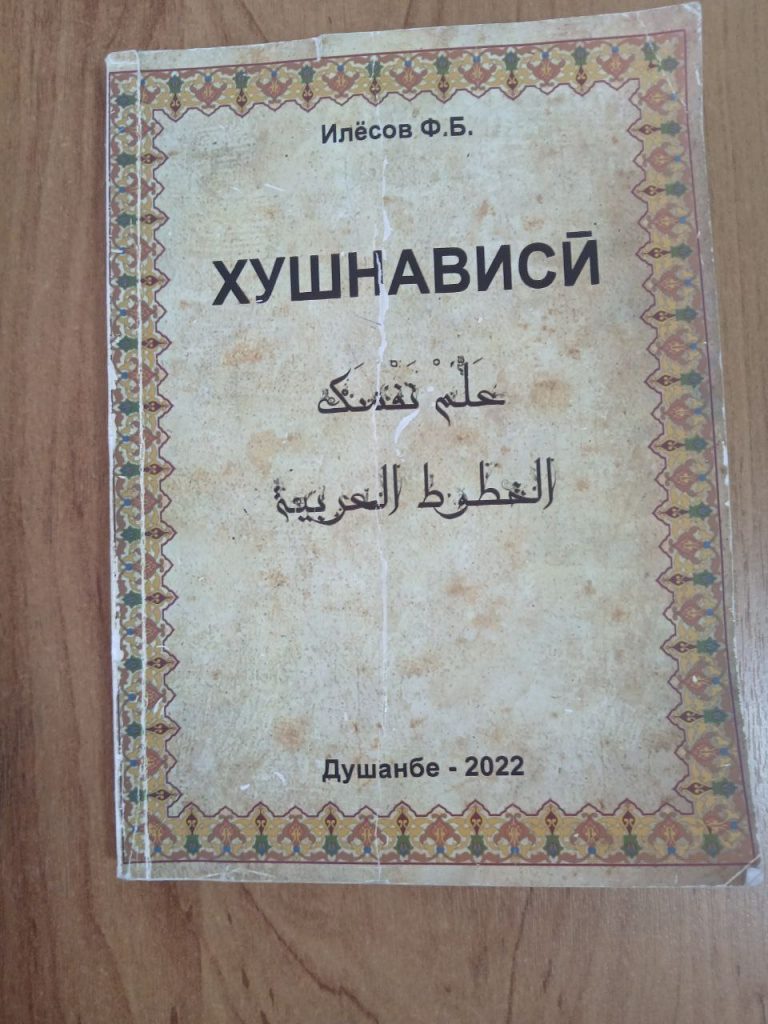 Илёсов Ф.Б.
ХУШНАВИСӢ
عَلِّمْ نَفْسَكَ
الخطوط العربية
Душанбе - 2022